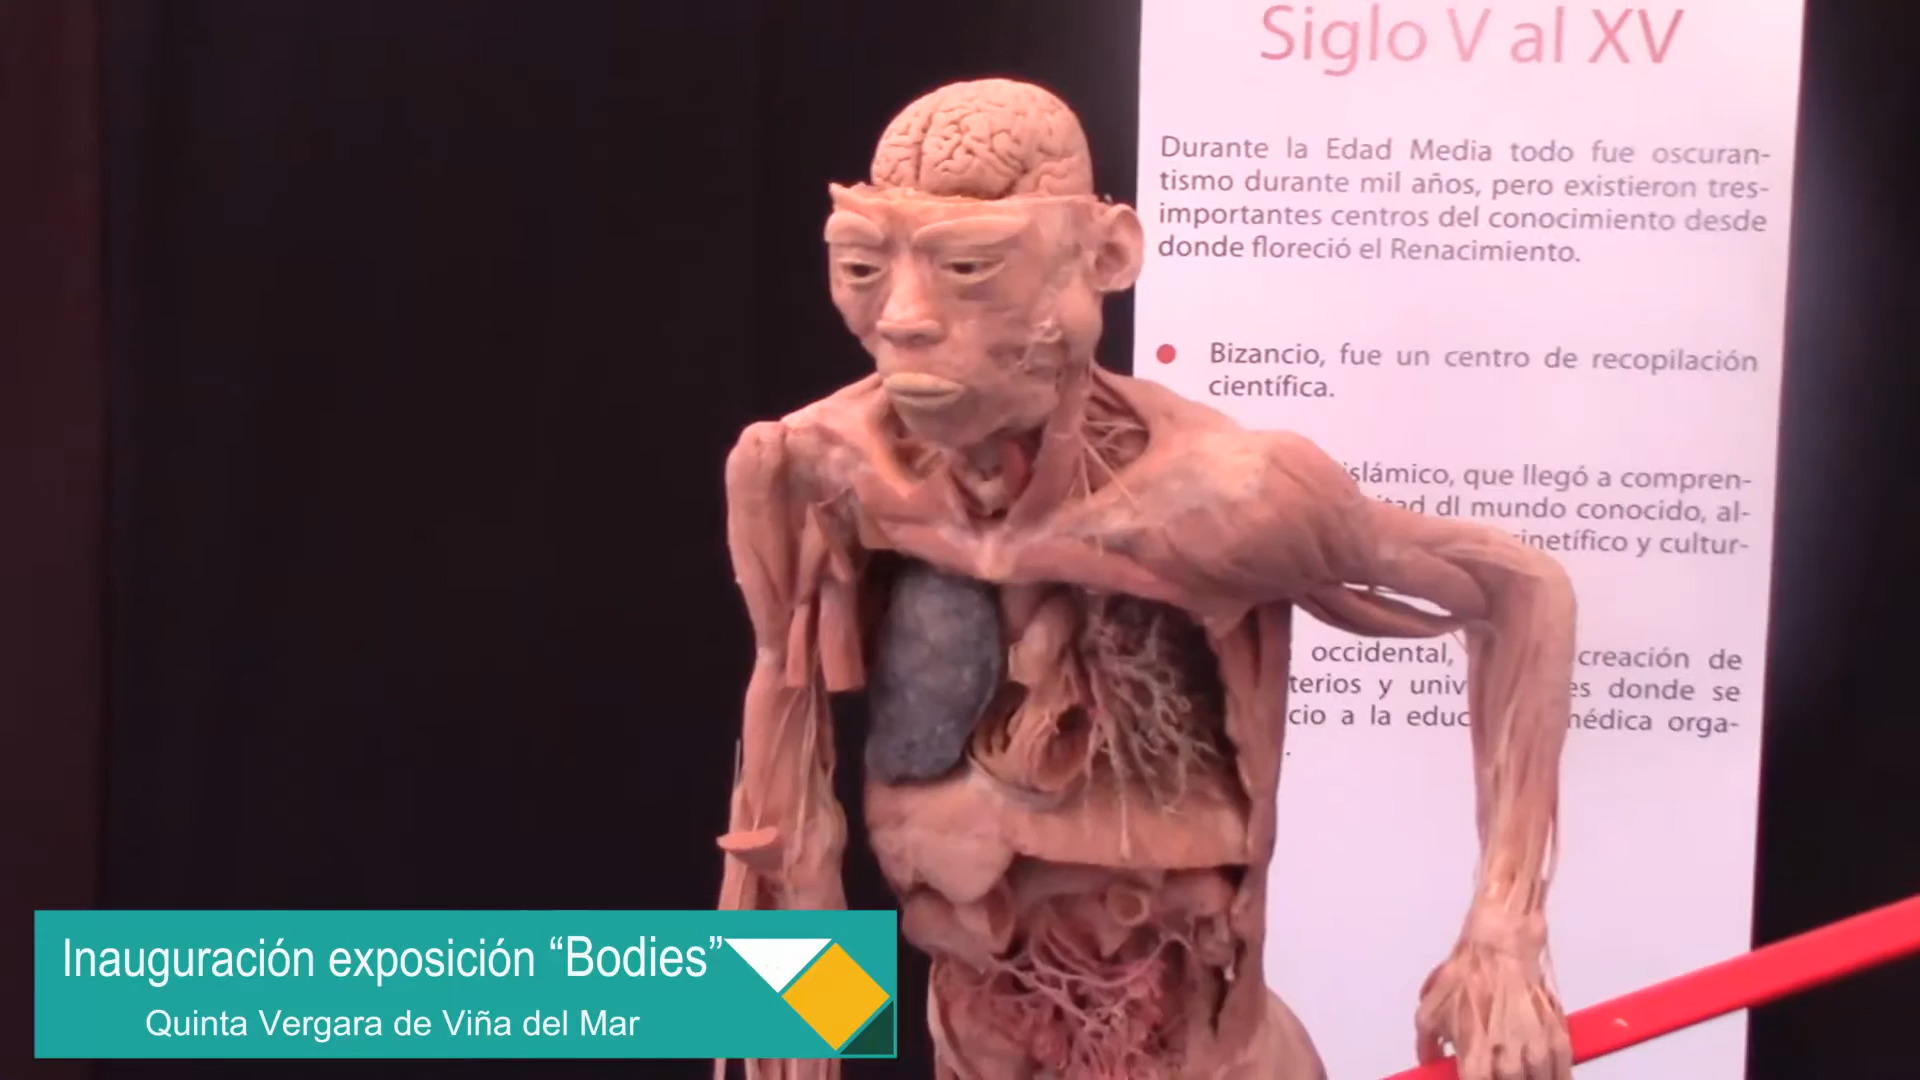 Siglo V al XV
Durante la Edad Media todo fue oscuran-
tismo durante mil años, pero existieron tres-
importantes centros del conocimiento desde
donde floreció el Renacimiento.
Bizancio, fue un centro de recopilación
científica.
islámico, que llegó a compren-
dl mundo conocido, al-
y cultur-
occidental, creación de
y donde se
a la orga-
Inauguración exposición “Bodies”
Quinta Vergara de Viña del Mar